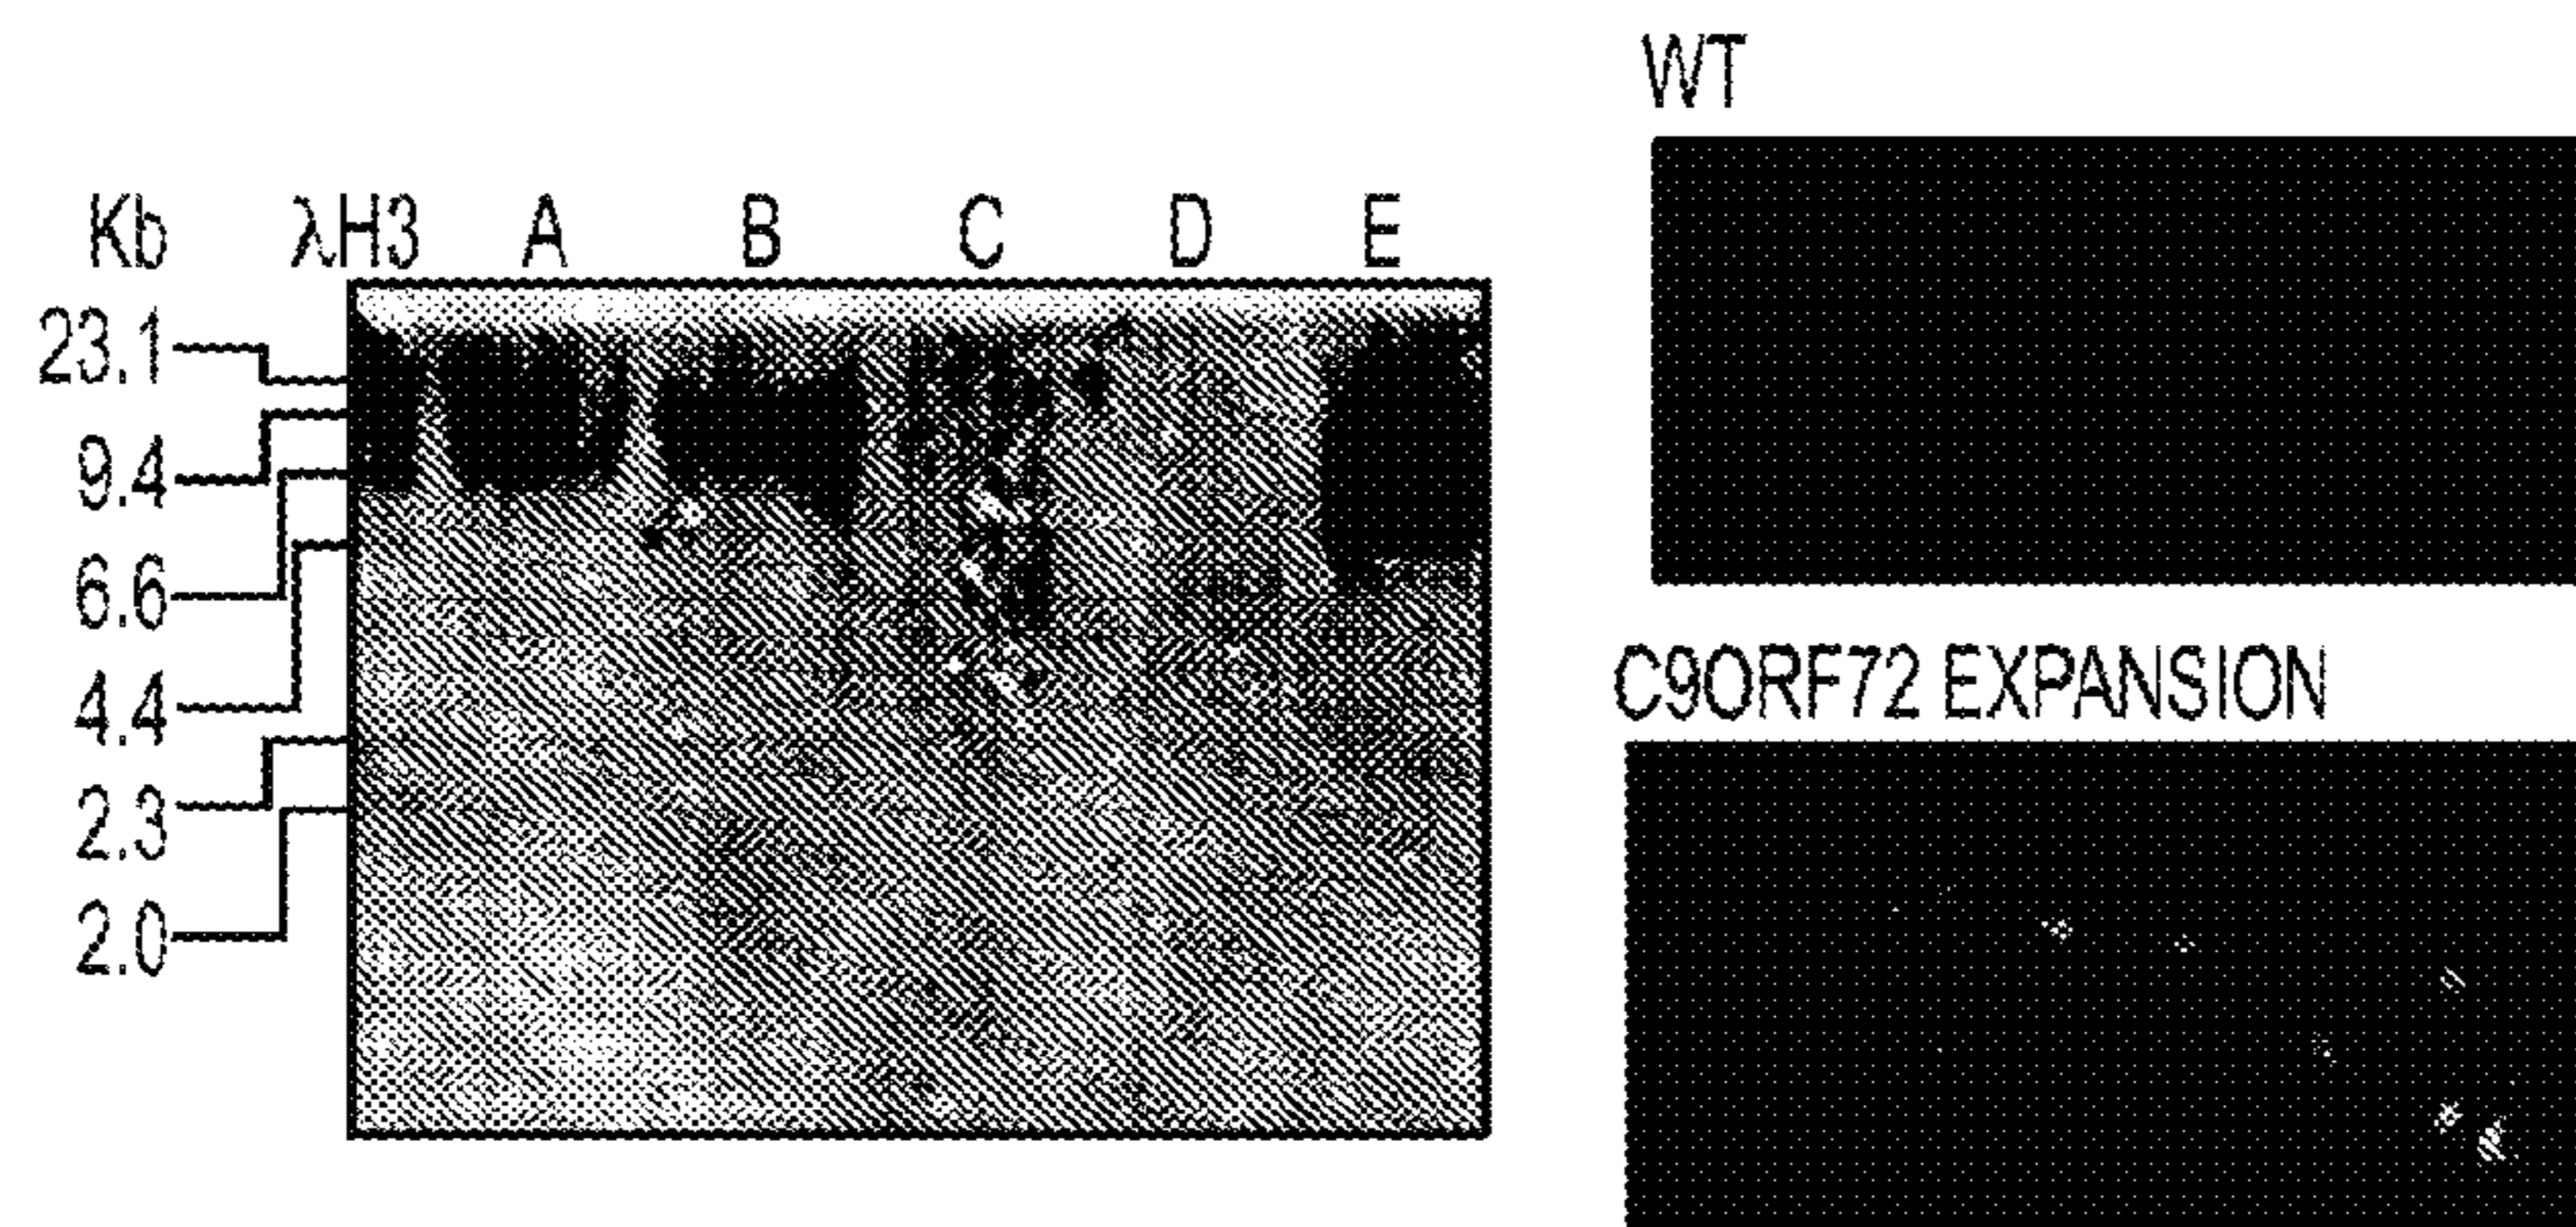 Kb λH3 A B C D E
23.1
9.4
6.6
4.4
2.3
2.0
WT
C9ORF72 EXPANSION